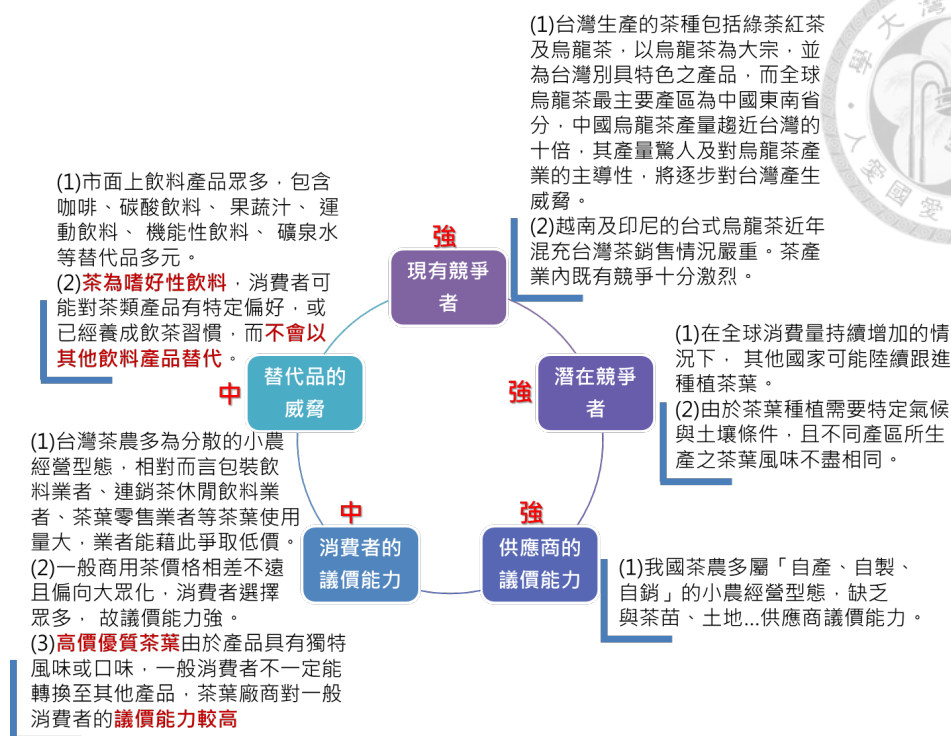 (1)台灣生產的茶種包括綠茶紅茶
及烏龍茶，以烏龍茶為大宗，並
為台灣別具特色之產品，而全球
烏龍茶最主要產區為中國東南省
分，中國烏龍茶產量趨近台灣的
十倍，其產量驚人及對烏龍茶產
業的主導性，將逐步對台灣產生
威脅。
(2)越南及印尼的台式烏龍茶近年
混充台灣茶銷售情況嚴重。茶產
業內既有競爭十分激烈。
強
現有競爭
者
(1)市面上飲料產品眾多，包含
咖啡、碳酸飲料、 果蔬汁、 運
動飲料、 機能性飲料、 礦泉水
等替代品多元。
(2)茶為嗜好性飲料，消費者可
能對茶類產品有特定偏好，或
已經養成飲茶習慣，而不會以
其他飲料產品替代。
中
替代品的
威脅
強
潛在競爭
者
(1)在全球消費量持續增加的情
況下， 其他國家可能陸續跟進
種植茶葉。
(2)由於茶葉種植需要特定氣候
與土壤條件，且不同產區所生
產之茶葉風味不盡相同。
(1)台灣茶農多為分散的小農
經營型態，相對而言包裝飲
料業者、連銷茶休閒飲料業
者、茶葉零售業者等茶葉使用
量大，業者能藉此爭取低價。
(2)一般商用茶價格相差不遠
且偏向大眾化，消費者選擇
眾多， 故議價能力強。
(3)高價優質茶葉由於產品具有獨特
風味或口味，一般消費者不一定能
轉換至其他產品，茶葉廠商對一般
消費者的議價能力較高
中
消費者的
議價能力
強
供應商的
議價能力
(1)我國茶農多屬「自產、自製、
自銷」的小農經營型態，缺乏
與茶苗、土地...供應商議價能力。
大 灣
學
人 愛 國 愛